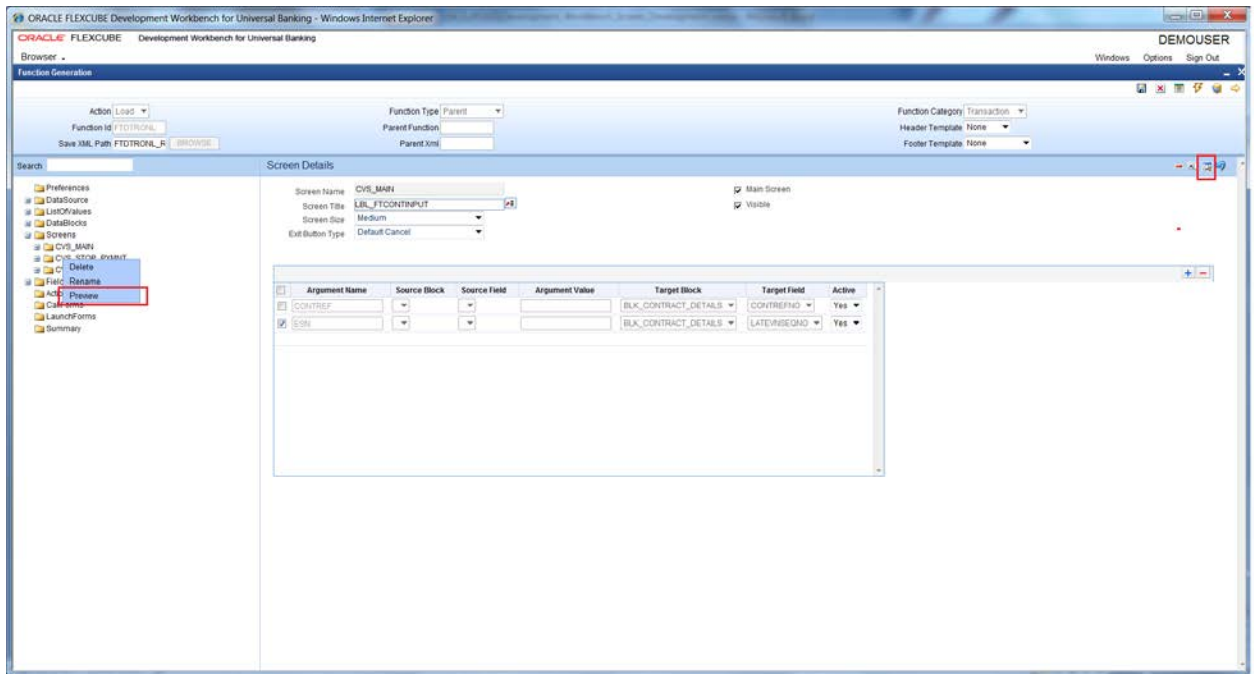 ORACLE FLEXCUBE Development Workbench for Universal Banking - Windows Internet Explorer
ORACLE FLEXCUBE Development Workbench for Universal Banking DEMOUSER
Browser Windows Options Sign Out
Function Generation
Action Load Function Type Parent Function Category Transaction
Function Id FTDTRONL Parent Function Header Template None
Save XML Path FTDTRONL_R BROWSE Parent Xml Footer Template None
Search Screen Details
Preferences
DataSource
ListOfValues
DataBlocks
Screens
CVS_MAIN
CVS_STOP_PYMNT
Delete
Rename
Preview
CallForms
LaunchForms
Summary
Screen Name CVS_MAIN Main Screen
Screen Title LBL_FTCONTINPUT Visible
Screen Size Medium
Exit Button Type Default Cancel
Argument Name Source Block Source Field Argument Value Target Block Target Field Active
CONTREF BLK_CONTRACT_DETAILS CONTREFNO Yes
ESN BLK_CONTRACT_DETAILS LATEVNSEQNO Yes